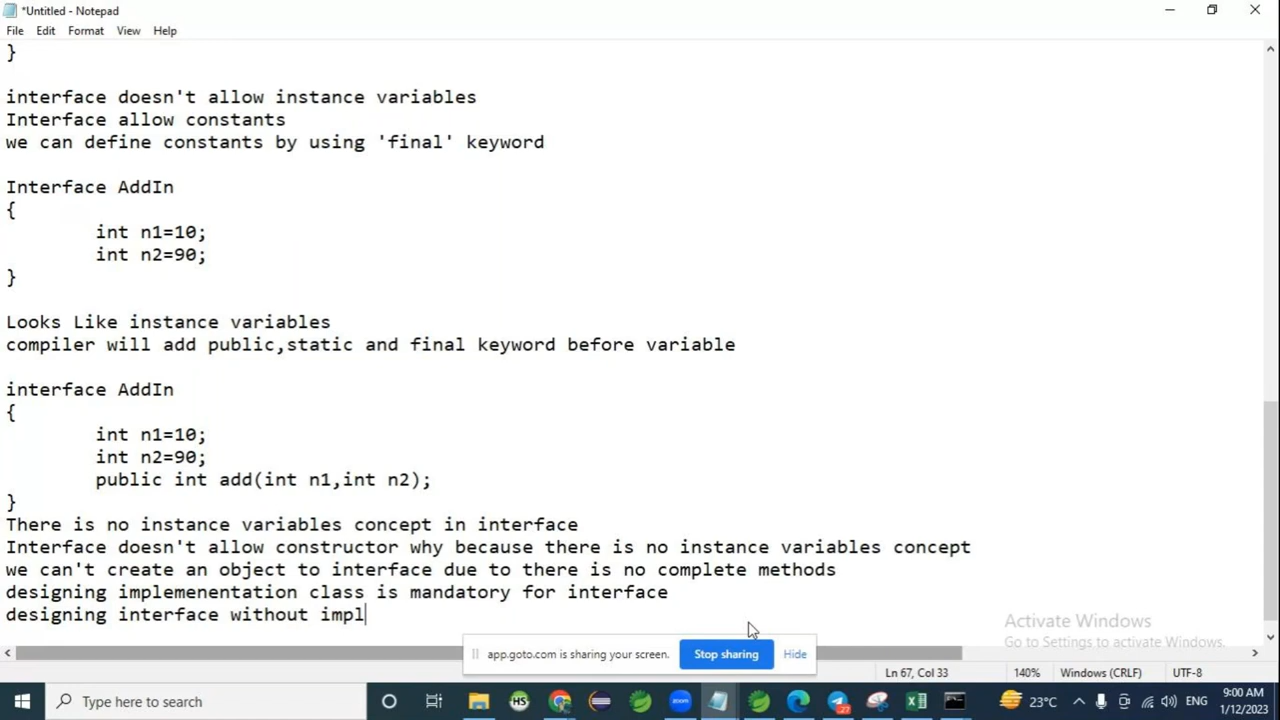 *Untitled - Notepad
File Edit Format View Help
}
interface doesn't allow instance variables
Interface allow constants
we can define constants by using 'final' keyword
Interface AddIn
{
int n1=10;
int n2=90;
}
Looks Like instance variables
compiler will add public,static and final keyword before variable
interface AddIn
{
int n1=10;
int n2=90;
public int add(int n1,int n2);
}
There is no instance variables concept in interface
Interface doesn't allow constructor why because there is no instance variables concept
we can't create an object to interface due to there is no complete methods
designing implemenentation class is mandatory for interface
designing interface without impl
Activate Windows
Go to Settings to activate Windows.
app.goto.com is sharing your screen. Stop sharing Hide
Ln 67, Col 33 140% Windows (CRLF) UTF-8
Type here to search HS zoom 27 23°C ENG 9:00 AM
1/12/2023